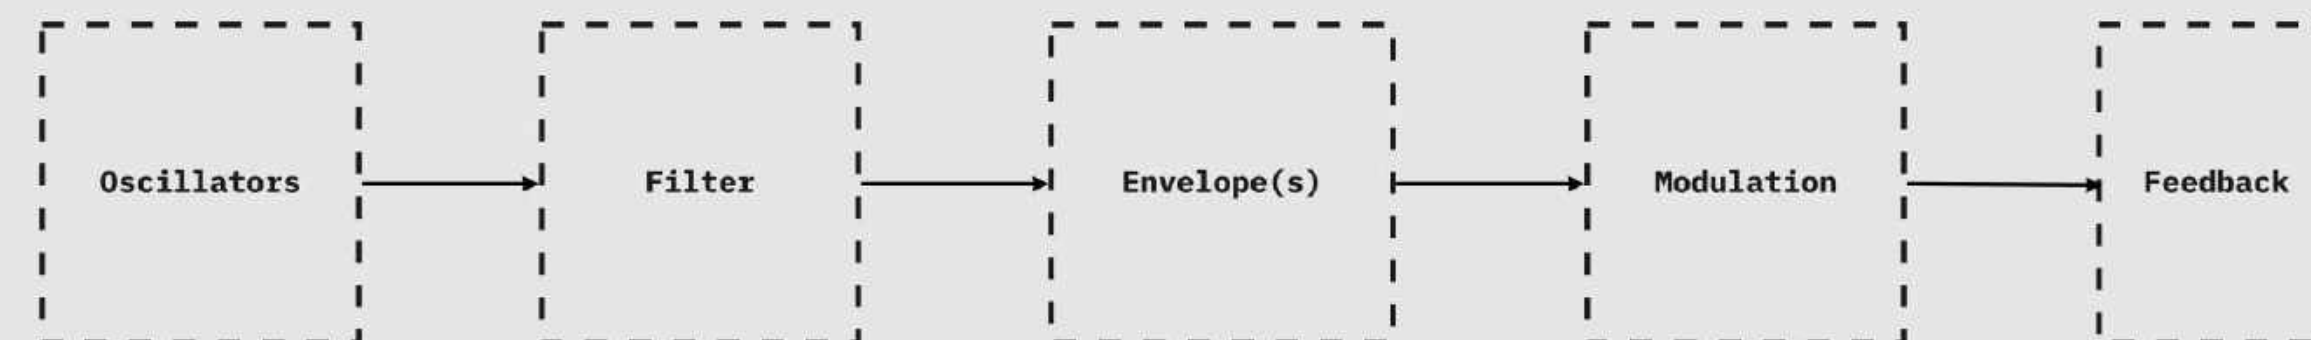 Oscillators
Filter
Envelope(s)
Modulation
Feedback